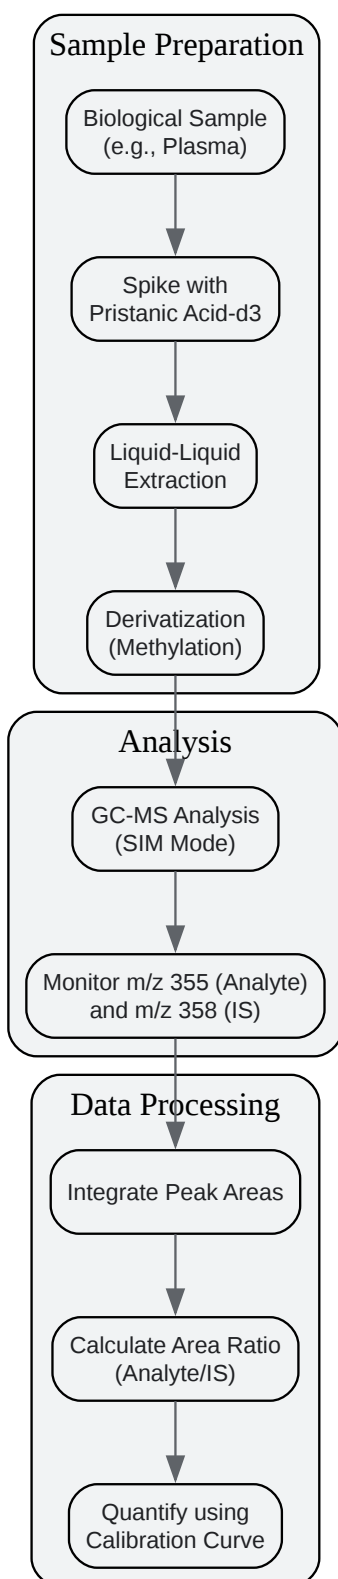 Sample Preparation
Biological Sample
(e.g., Plasma)
Spike with
Pristanic Acid-d3
Liquid-Liquid
Extraction
Derivatization
(Methylation)
Analysis
GC-MS Analysis
(SIM Mode)
Monitor m/z 355 (Analyte)
and m/z 358 (IS)
Data Processing
Integrate Peak Areas
Calculate Area Ratio
(Analyte/IS)
Quantify using
Calibration Curve